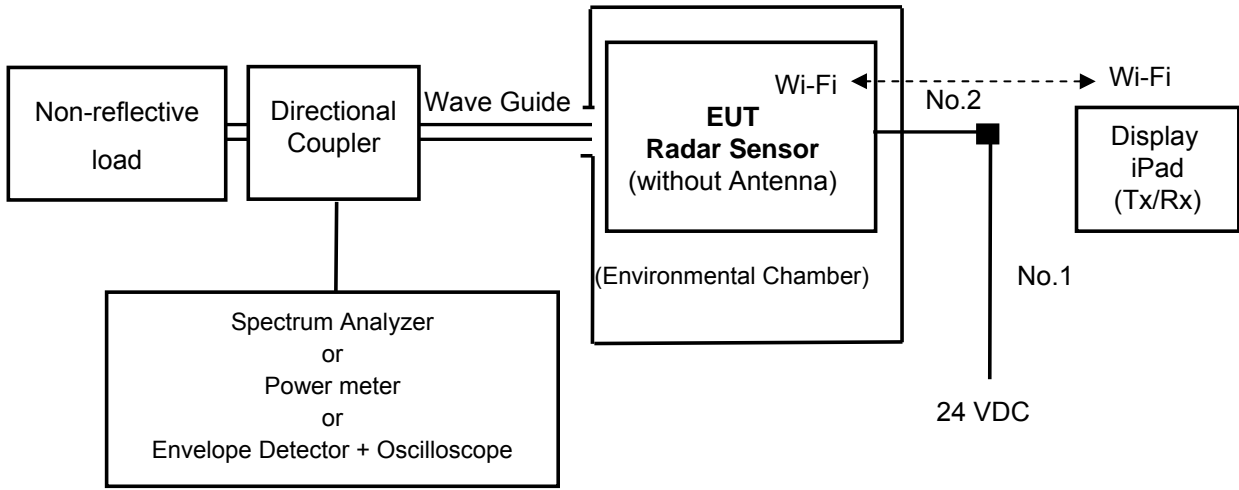 Non-reflective
load
Directional
Coupler
Wave Guide
Wi-Fi
EUT
Radar Sensor
(without Antenna)
(Environmental Chamber)
No.2
Wi-Fi
Display
iPad
(Tx/Rx)
No.1
24 VDC
Spectrum Analyzer
or
Power meter
or
Envelope Detector + Oscilloscope